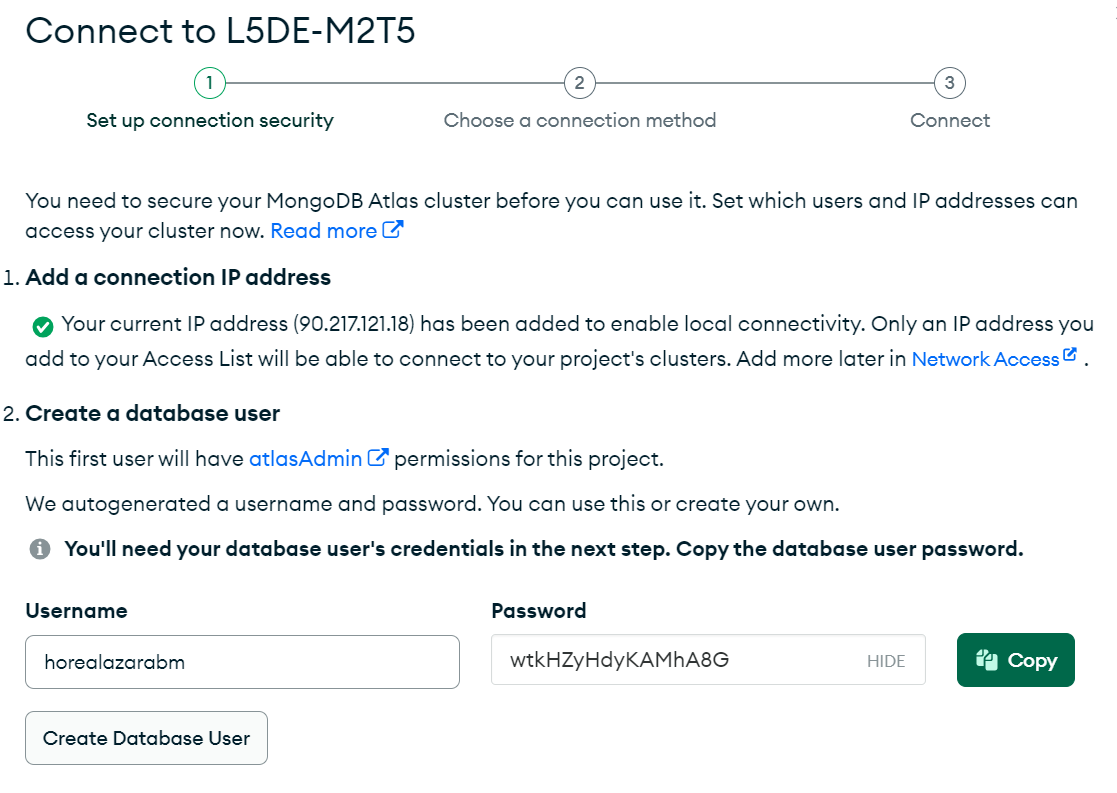 Connect to L5DE-M2T5
1 2 3
Set up connection security Choose a connection method Connect
You need to secure your MongoDB Atlas cluster before you can use it. Set which users and IP addresses can
access your cluster now. Read more
1. Add a connection IP address
Your current IP address (90.217.121.18) has been added to enable local connectivity. Only an IP address you
add to your Access List will be able to connect to your project's clusters. Add more later in Network Access .
2. Create a database user
This first user will have atlasAdmin permissions for this project.
We autogenerated a username and password. You can use this or create your own.
You'll need your database user's credentials in the next step. Copy the database user password.
Username Password
horealazarabm wtkHZyHdyKAMhA8G HIDE Copy
Create Database User